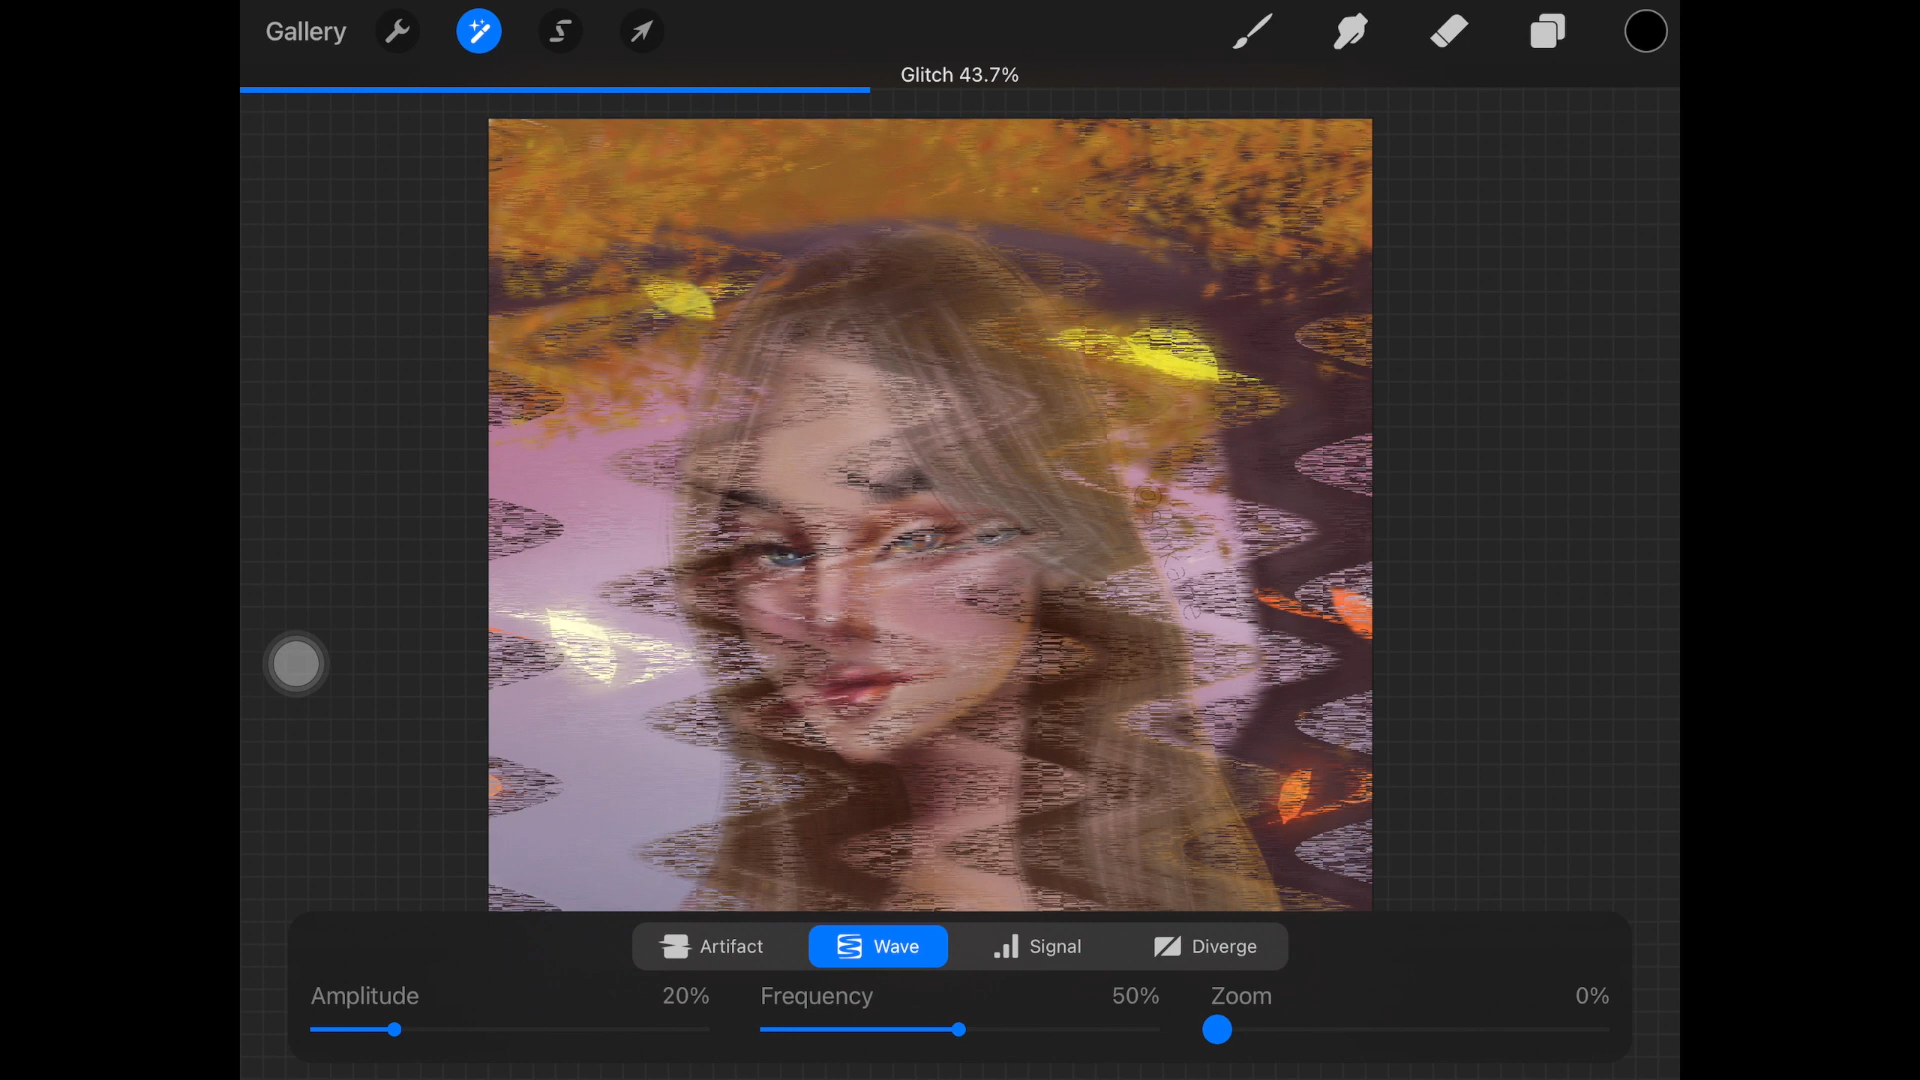 Gallery
Glitch 43.7%
Artifact Wave Signal Diverge
Amplitude 20% Frequency 50% Zoom 0%